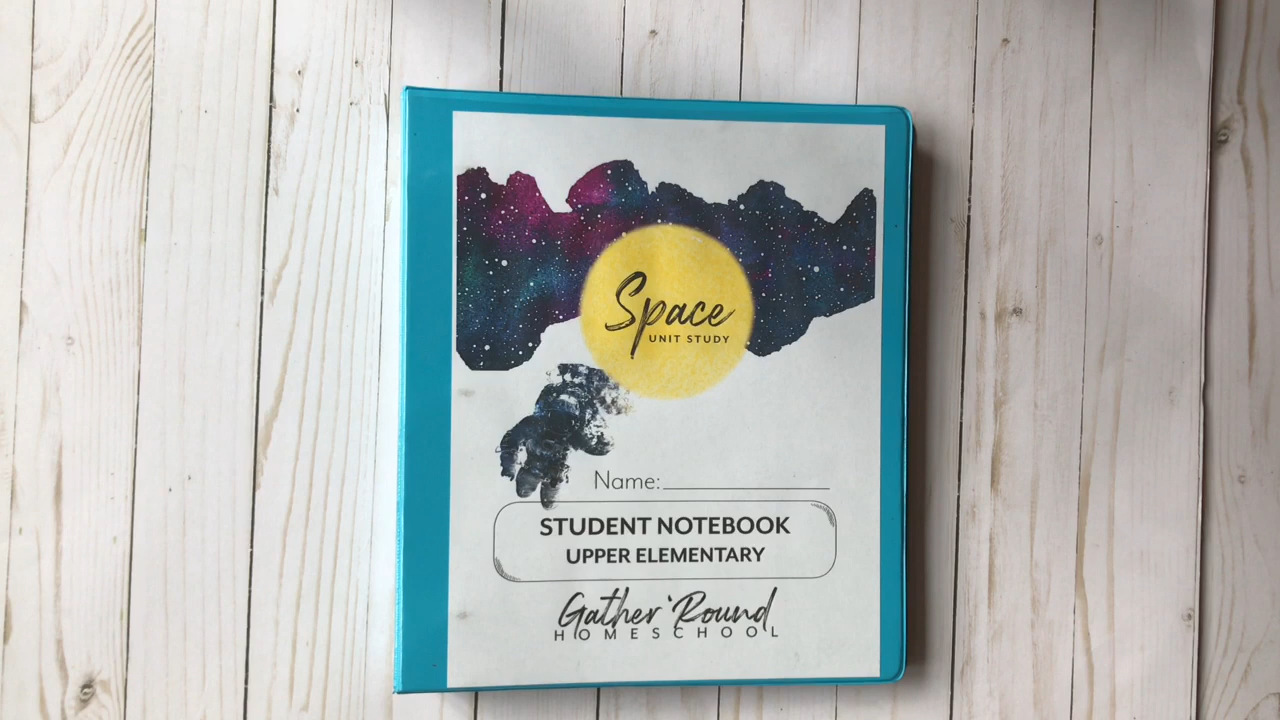 Space
UNIT STUDY
Name:
STUDENT NOTEBOOK
UPPER ELEMENTARY
Gather 'Round
HOMESCHOOL